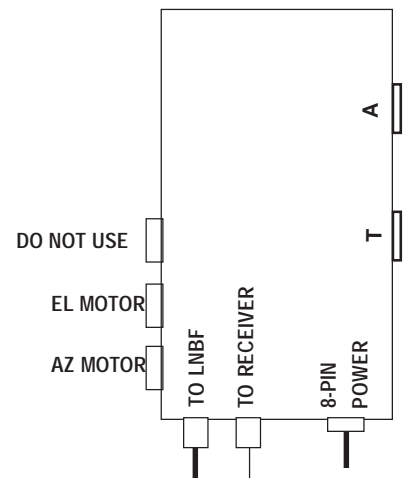 A
T
DO NOT USE
EL MOTOR
AZ MOTOR
TO LNBF
TO RECEIVER
8-PIN
POWER